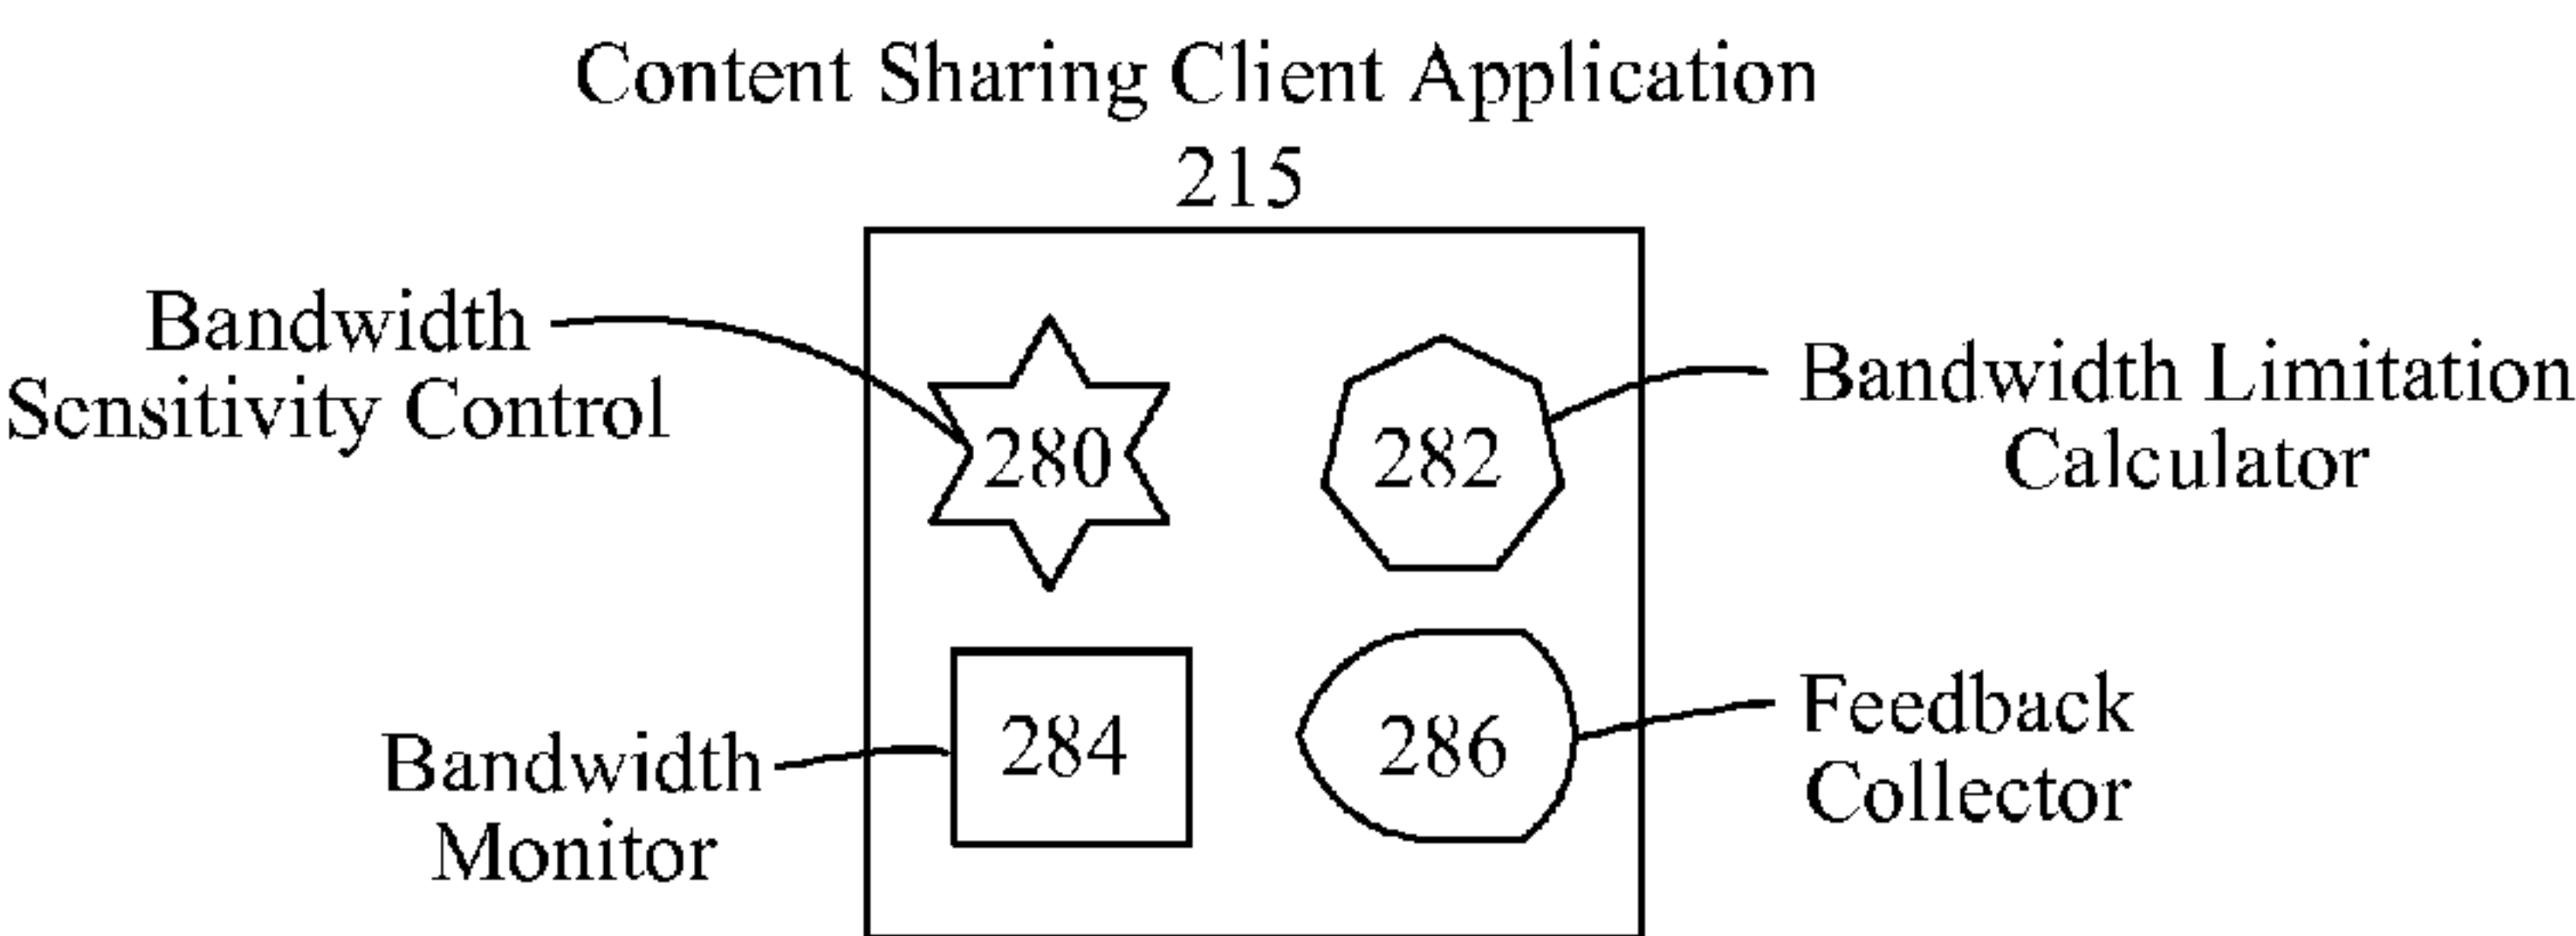 Content Sharing Client Application
215
Bandwidth
Sensitivity Control
280
282
Bandwidth Limitation
Calculator
Bandwidth
Monitor
284
286
Feedback
Collector